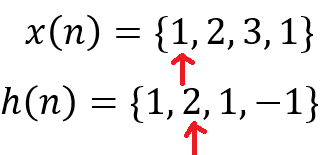 x(n) = {1, 2, 3, 1}
h(n) = {1, 2, 1, −1}